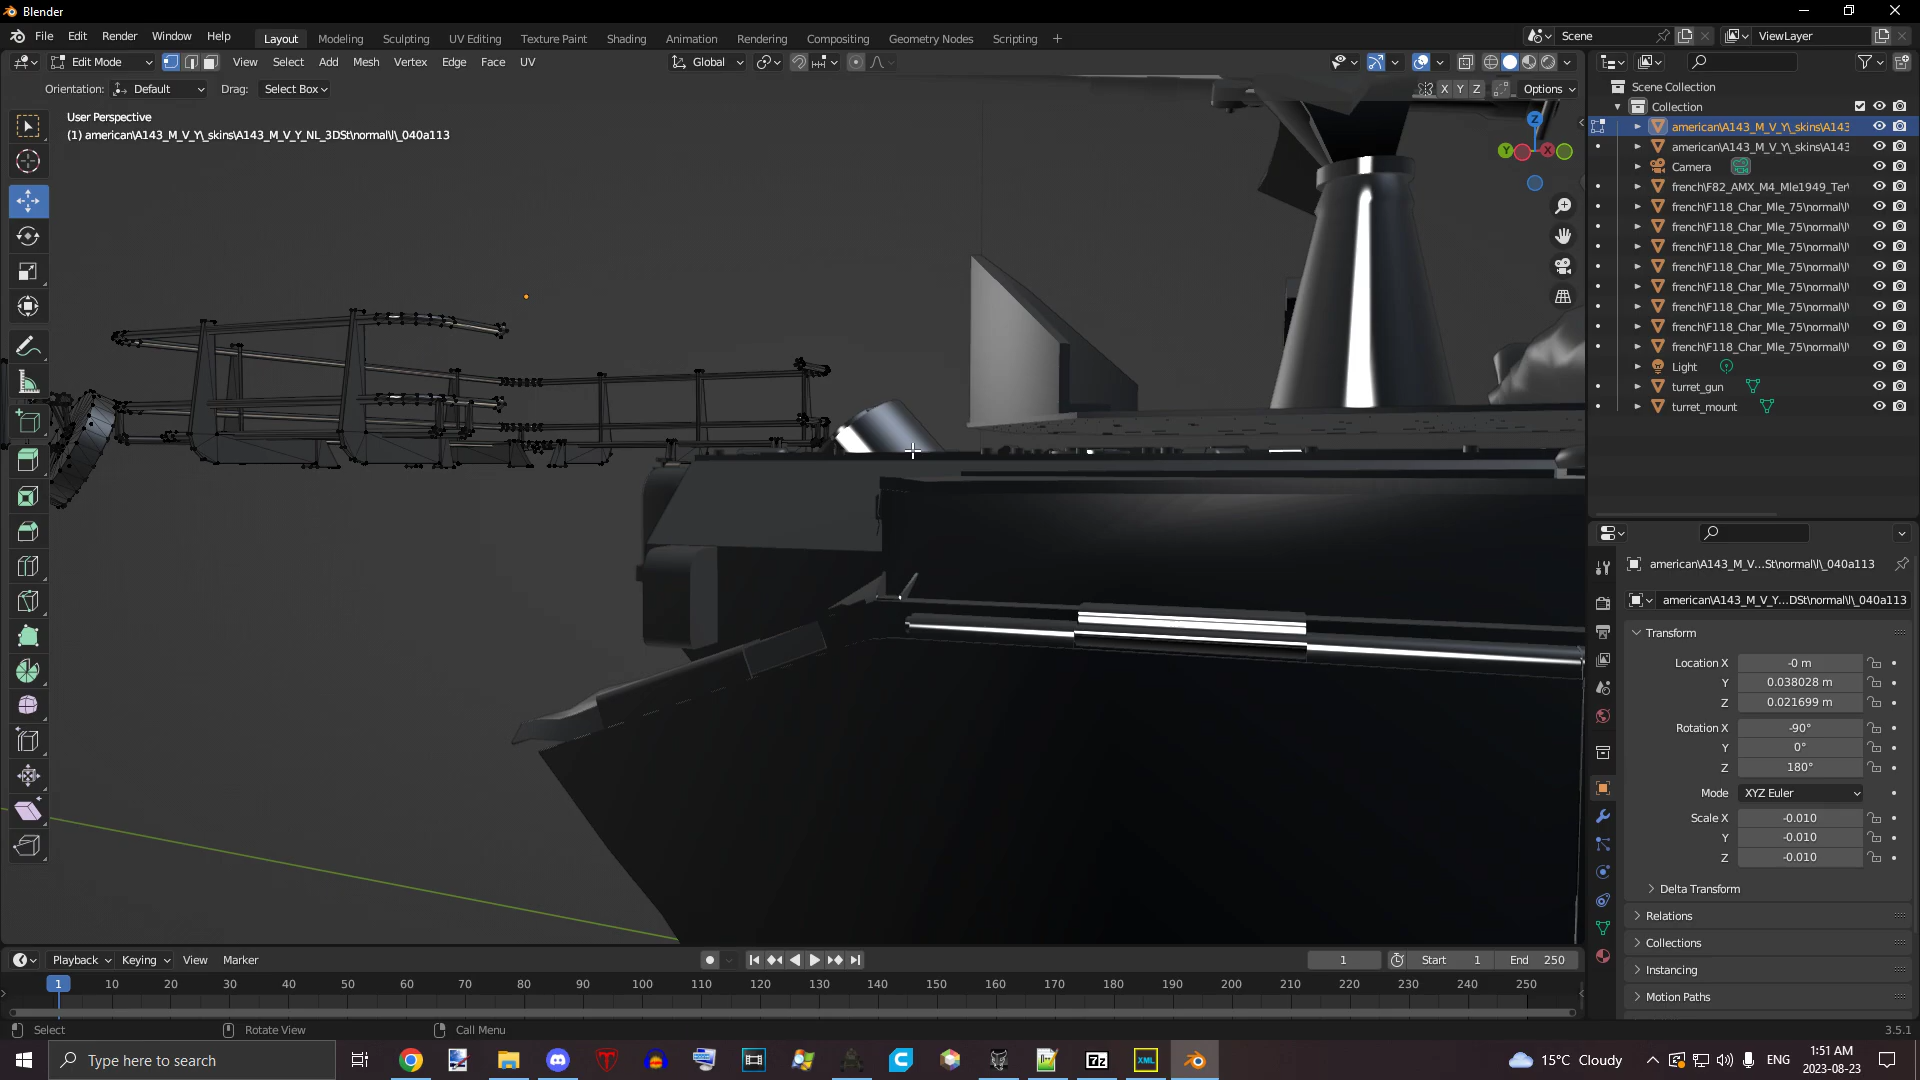 Blender
File Edit Render Window Help
Layout Modeling Sculpting UV Editing Texture Paint Shading Animation Rendering Compositing Geometry Nodes Scripting +
Scene ViewLayer
Edit Mode View Select Add Mesh Vertex Edge Face UV Global
Orientation: Default Drag: Select Box
X Y Z Options
User Perspective
(1) american\A143_M_V_Y\_skins\A143_M_V_Y_NL_3DSt\normal\l\_040a113
Z
Y X
Scene Collection
Collection
american\A143_M_V_Y\_skins\A143
american\A143_M_V_Y\_skins\A143
Camera
french\F82_AMX_M4_Mle1949_Ter\
french\F118_Char_Mle_75\normal\l\
french\F118_Char_Mle_75\normal\l\
french\F118_Char_Mle_75\normal\l\
french\F118_Char_Mle_75\normal\l\
french\F118_Char_Mle_75\normal\l\
french\F118_Char_Mle_75\normal\l\
french\F118_Char_Mle_75\normal\l\
french\F118_Char_Mle_75\normal\l\
Light
turret_gun
turret_mount
american\A143_M_V...St\normal\l\_040a113
american\A143_M_V_Y...DSt\normal\l\_040a113
Transform
Location X -0 m
Y 0.038028 m
Z 0.021699 m
Rotation X -90°
Y 0°
Z 180°
Mode XYZ Euler
Scale X -0.010
Y -0.010
Z -0.010
Delta Transform
Relations
Collections
Instancing
Motion Paths
Playback Keying View Marker
1 Start 1 End 250
1 10 20 30 40 50 60 70 80 90 100 110 120 130 140 150 160 170 180 190 200 210 220 230 240 250
Select Rotate View Call Menu
3.5.1
Type here to search
7z
XML
15°C Cloudy
ENG
1:51 AM
2023-08-23